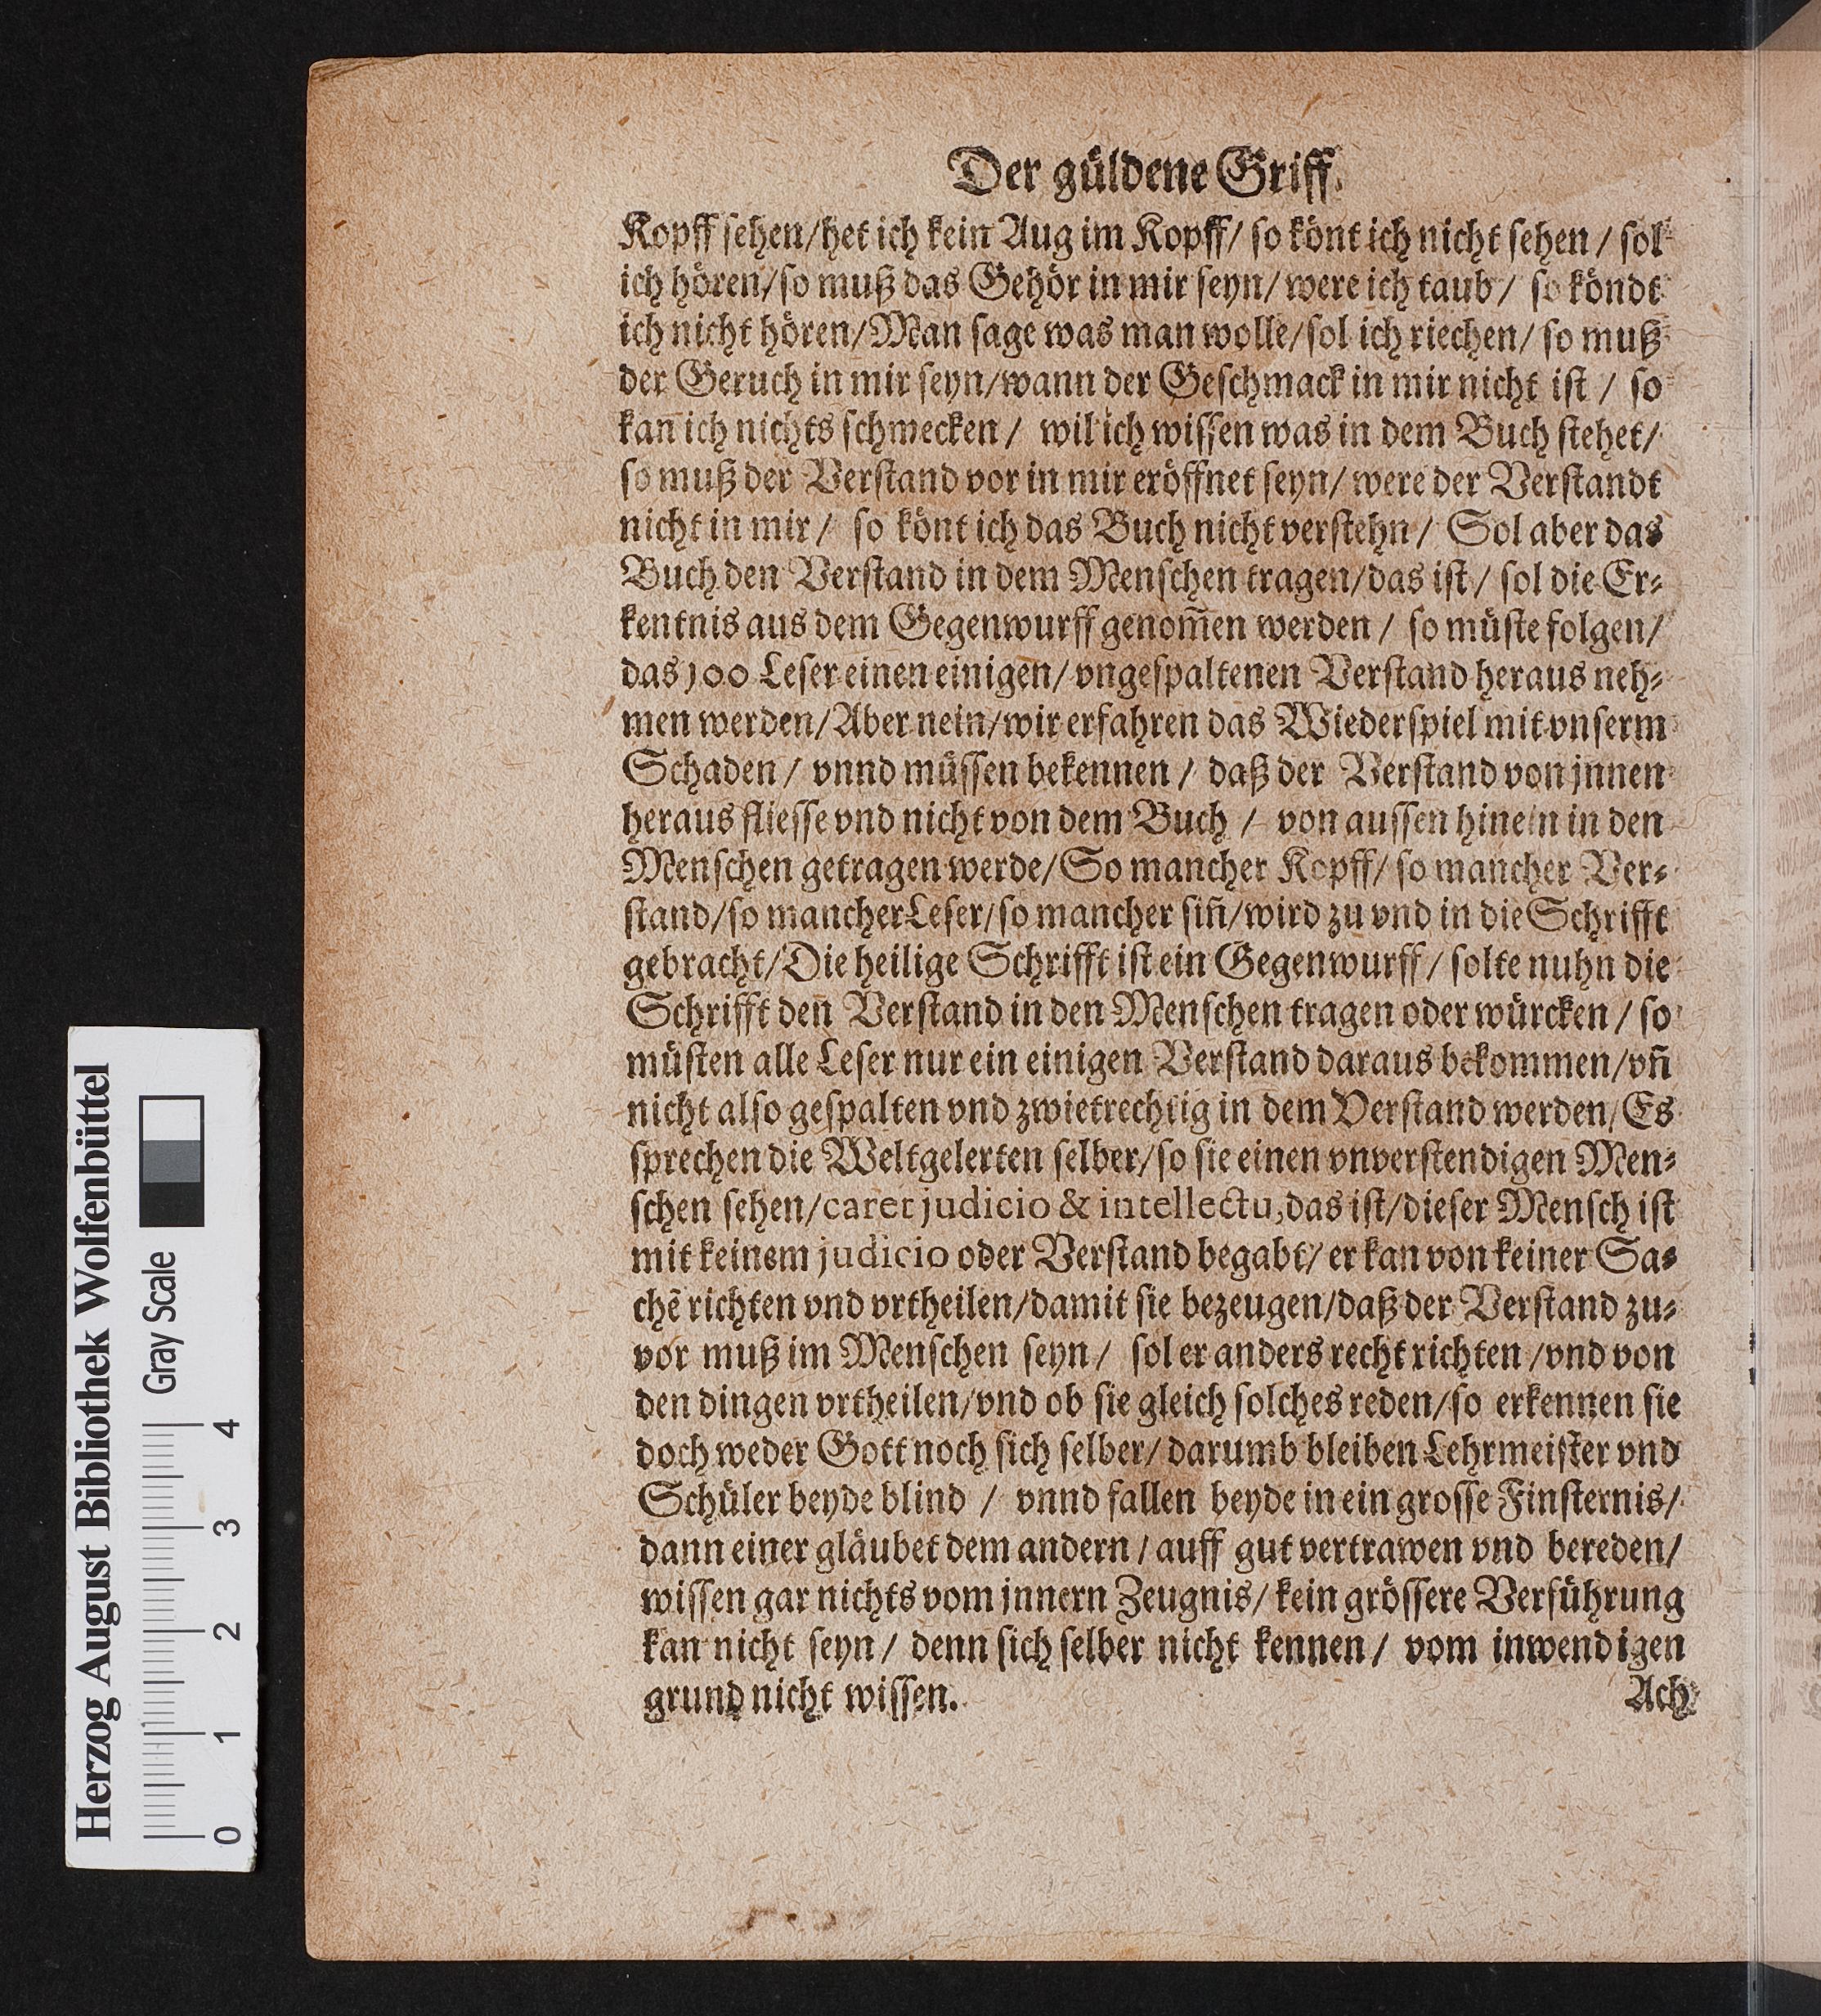 Der güldene Griff.
Kopff sehen/het ich kein Aug im Kopff/ so könt ich nicht sehen / sol
ich hören/so muß das Gehör in mir seyn/ were ich taub/ so köndt
ich nicht hören/Man sage was man wolle/sol ich riechen/ so muß
der Geruch in mir seyn/wann der Geschmack in mir nicht ist / so
kan̄ ich nichts schmecken / wil ich wissen was in dem Buch stehet/
so muß der Verstand vor in mir eröffnet seyn/ were der Verstandt
nicht in mir / so könt ich das Buch nicht verstehn / Sol aber das
Buch den Verstand in dem Menschen tragen/das ist/ sol die Er⸗
kentnis aus dem Gegenwurff genom̄en werden / so müste folgen/
das 100 Leser einen einigen/ vngespaltenen Verstand heraus neh⸗
men werden/Aber nein/wir erfahren das Wiederspiel mit vnserm
Schaden / vnnd müssen bekennen / daß der Verstand von jnnen
heraus fliesse vnd nicht von dem Buch / von aussen hinein in den
Menschen getragen werde/So mancher Kopff/ so mancher Ver⸗
stand/so mancher Leser/so mancher sin̄/wird zu vnd in die Schrifft
gebracht/Die heilige Schrifft ist ein Gegenwurff / solte nuhn die
Schrifft den̄ Verstand in den Menschen tragen oder würcken / so
müsten alle Leser nur ein einigen Verstand daraus bekommen/vn̄
nicht also gespalten vnd zwietrechtig in dem Verstand werden/Es
sprechen die Weltgelerten selber/so sie einen vnverstendigen Men⸗
schen sehen/caret judicio & intellectu,das ist/dieser Mensch ist
mit keinem judicio oder Verstand begabt/ er kan von keiner Sa⸗
chē richten vnd vrtheilen/damit sie bezeugen/daß der Verstand zu⸗
vor muß im Menschen seyn / sol er anders recht richten /vnd von
den dingen vrtheilen/vnd ob sie gleich solches reden/so erkennen sie
doch weder Gott noch sich selber/ darumb bleiben Lehrmeister vnd
Schüler beyde blind / vnnd fallen beyde in ein grosse Finsternis/
dann einer gläubet dem andern / auff gut vertrawen vnd bereden/
wissen gar nichts vom jnnern Zeugnis/ kein grössere Verführung
kan nicht seyn / denn sich selber nicht kennen / vom inwendigen
grund nicht wissen. Ach
Herzog August Bibliothek Wolfenbüttel
Gray Scale
0 1 2 3 4